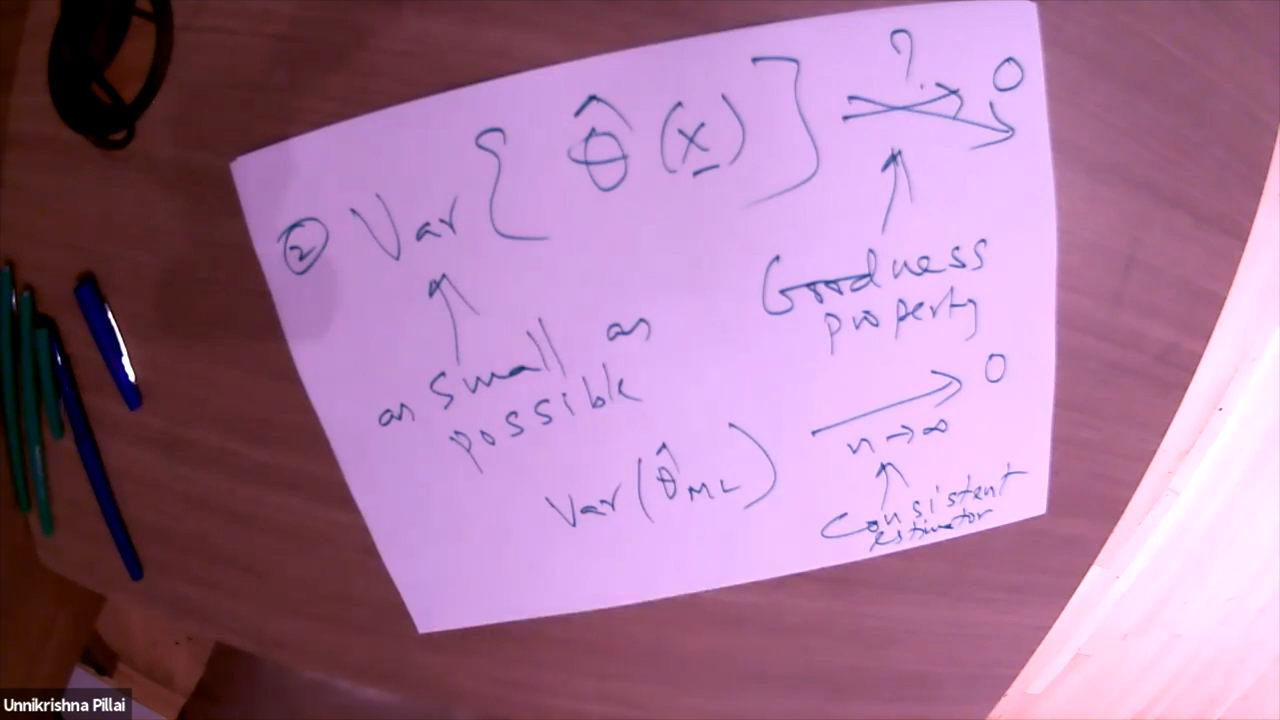 ② Var { θ̂ (x̲) } ? → 0
Goodness
property
as small as
possible
Var(θ̂ML) → 0
n→∞
Consistent
estimator
Unnikrishna Pillai